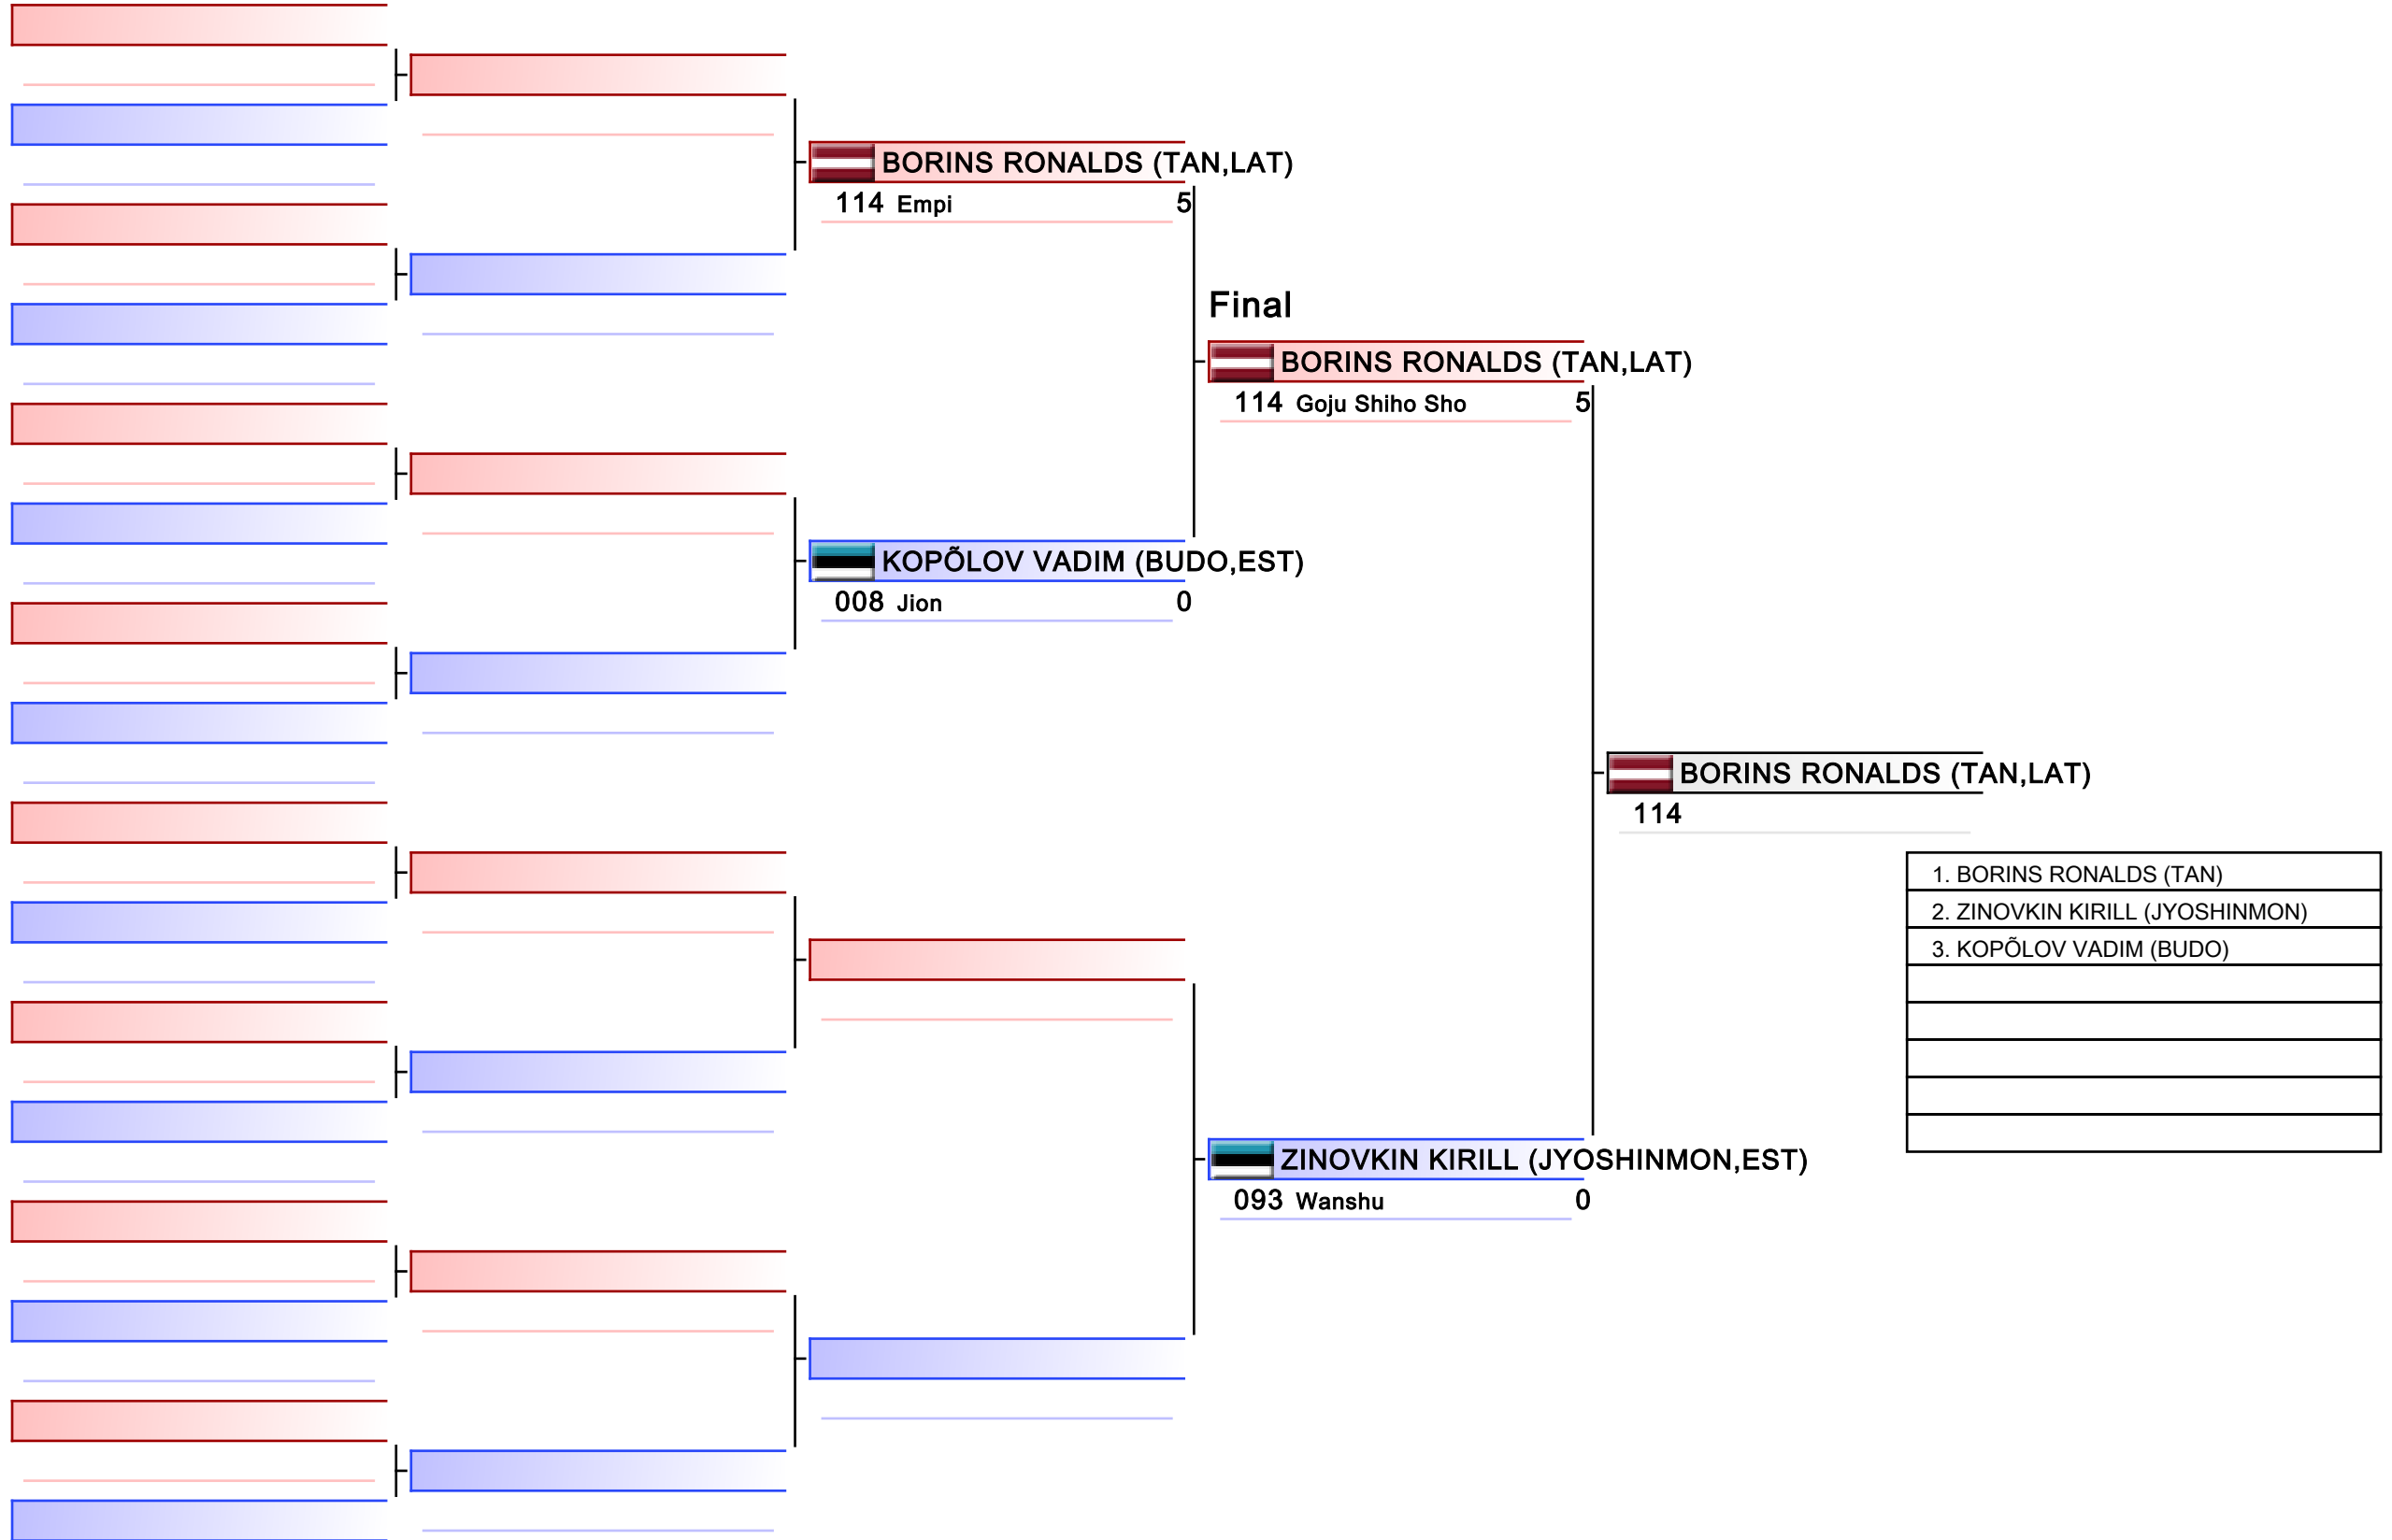 BORINS RONALDS (TAN,LAT)
114 Empi 5
Final
BORINS RONALDS (TAN,LAT)
114 Goju Shiho Sho 5
KOPÕLOV VADIM (BUDO,EST)
008 Jion 0
BORINS RONALDS (TAN,LAT)
114
1. BORINS RONALDS (TAN)
2. ZINOVKIN KIRILL (JYOSHINMON)
3. KOPÕLOV VADIM (BUDO)
ZINOVKIN KIRILL (JYOSHINMON,EST)
093 Wanshu 0